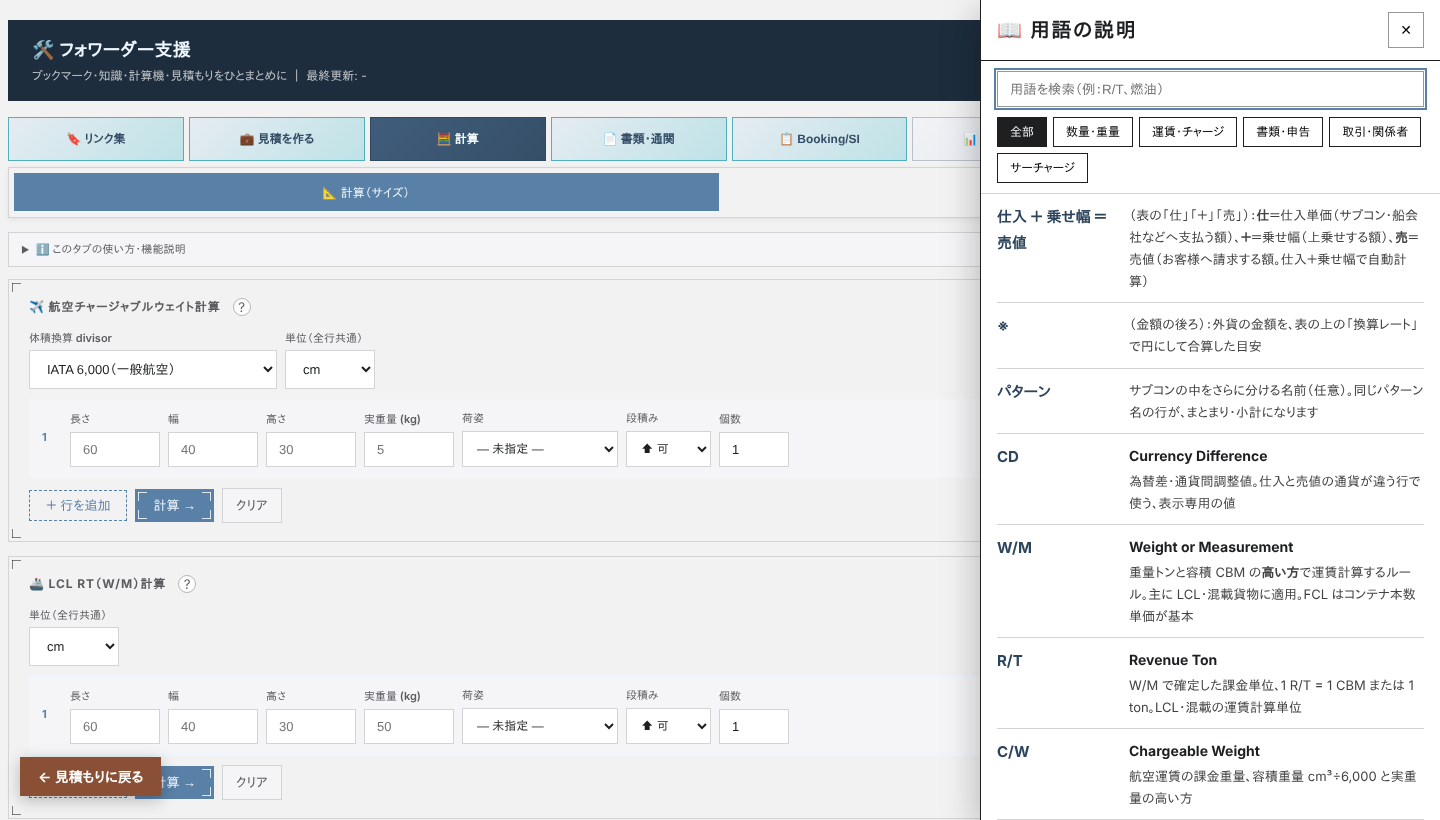 🛠️ フォワーダー支援
ブックマーク・知識・計算機・見積もりをひとまとめに ｜ 最終更新: -
🔖 リンク集
💼 見積を作る
🧮 計算
📄 書類・通関
📋 Booking/SI
📊
📐 計算（サイズ）
▶ ℹ️ このタブの使い方・機能説明
✈️ 航空チャージャブルウェイト計算 ?
体積換算 divisor 単位（全行共通）
IATA 6,000（一般航空） cm
長さ 幅 高さ 実重量 (kg) 荷姿 段積み 個数
1 60 40 30 5 — 未指定 — ⬆ 可 1
＋ 行を追加 計算 → クリア
🚢 LCL RT（W/M）計算 ?
単位（全行共通）
cm
長さ 幅 高さ 実重量 (kg) 荷姿 段積み 個数
1 60 40 30 50 — 未指定 — ⬆ 可 1
← 見積もりに戻る
計算 → クリア
📖 用語の説明
×
用語を検索（例：R/T、燃油）
全部 数量・重量 運賃・チャージ 書類・申告 取引・関係者
サーチャージ
仕入 ＋ 乗せ幅 ＝
売値
（表の「仕」「＋」「売」）：仕＝仕入単価（サブコン・船会
社などへ支払う額）、＋＝乗せ幅（上乗せする額）、売＝
売値（お客様へ請求する額。仕入＋乗せ幅で自動計
算）
※
（金額の後ろ）：外貨の金額を、表の上の「換算レート」
で円にして合算した目安
パターン
サブコンの中をさらに分ける名前（任意）。同じパターン
名の行が、まとまり・小計になります
CD
Currency Difference
為替差・通貨間調整値。仕入と売値の通貨が違う行で
使う、表示専用の値
W/M
Weight or Measurement
重量トンと容積 CBM の高い方で運賃計算するルー
ル。主に LCL・混載貨物に適用。FCL はコンテナ本数
単価が基本
R/T
Revenue Ton
W/M で確定した課金単位、1 R/T = 1 CBM または 1
ton。LCL・混載の運賃計算単位
C/W
Chargeable Weight
航空運賃の課金重量、容積重量 cm³÷6,000 と実重
量の高い方